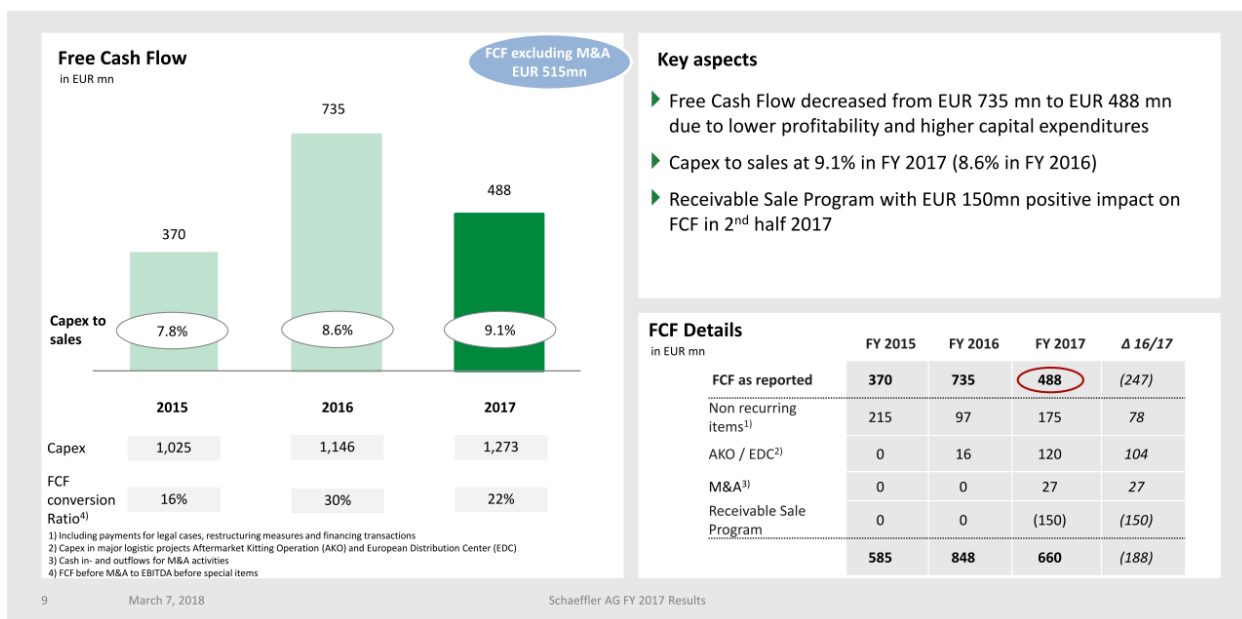 Free Cash Flow
in EUR mn
FCF excluding M&A
EUR 515mn
735
488
370
Capex to
sales
7.8%
8.6%
9.1%
2015
2016
2017
Capex
1,025
1,146
1,273
FCF
conversion
Ratio4)
16%
30%
22%
1) Including payments for legal cases, restructuring measures and financing transactions
2) Capex in major logistic projects Aftermarket Kitting Operation (AKO) and European Distribution Center (EDC)
3) Cash in- and outflows for M&A activities
4) FCF before M&A to EBITDA before special items
Key aspects
Free Cash Flow decreased from EUR 735 mn to EUR 488 mn
due to lower profitability and higher capital expenditures
Capex to sales at 9.1% in FY 2017 (8.6% in FY 2016)
Receivable Sale Program with EUR 150mn positive impact on
FCF in 2nd half 2017
FCF Details
in EUR mn
FY 2015 FY 2016 FY 2017 Δ 16/17
FCF as reported 370 735 488 (247)
Non recurring
items1) 215 97 175 78
AKO / EDC2) 0 16 120 104
M&A3) 0 0 27 27
Receivable Sale
Program 0 0 (150) (150)
585 848 660 (188)
9 March 7, 2018 Schaeffler AG FY 2017 Results